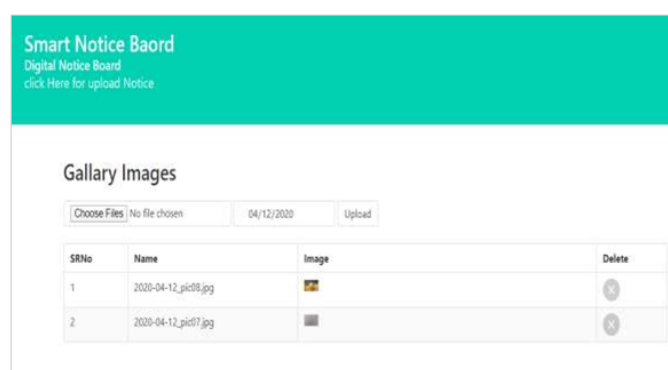 Smart Notice Baord
Digital Notice Board
click Here for upload Notice
Gallary Images
Choose Files No file chosen 04/12/2020 Upload
SRNo Name Image Delete
1 2020-04-12_pic08.jpg
2 2020-04-12_pic07.jpg